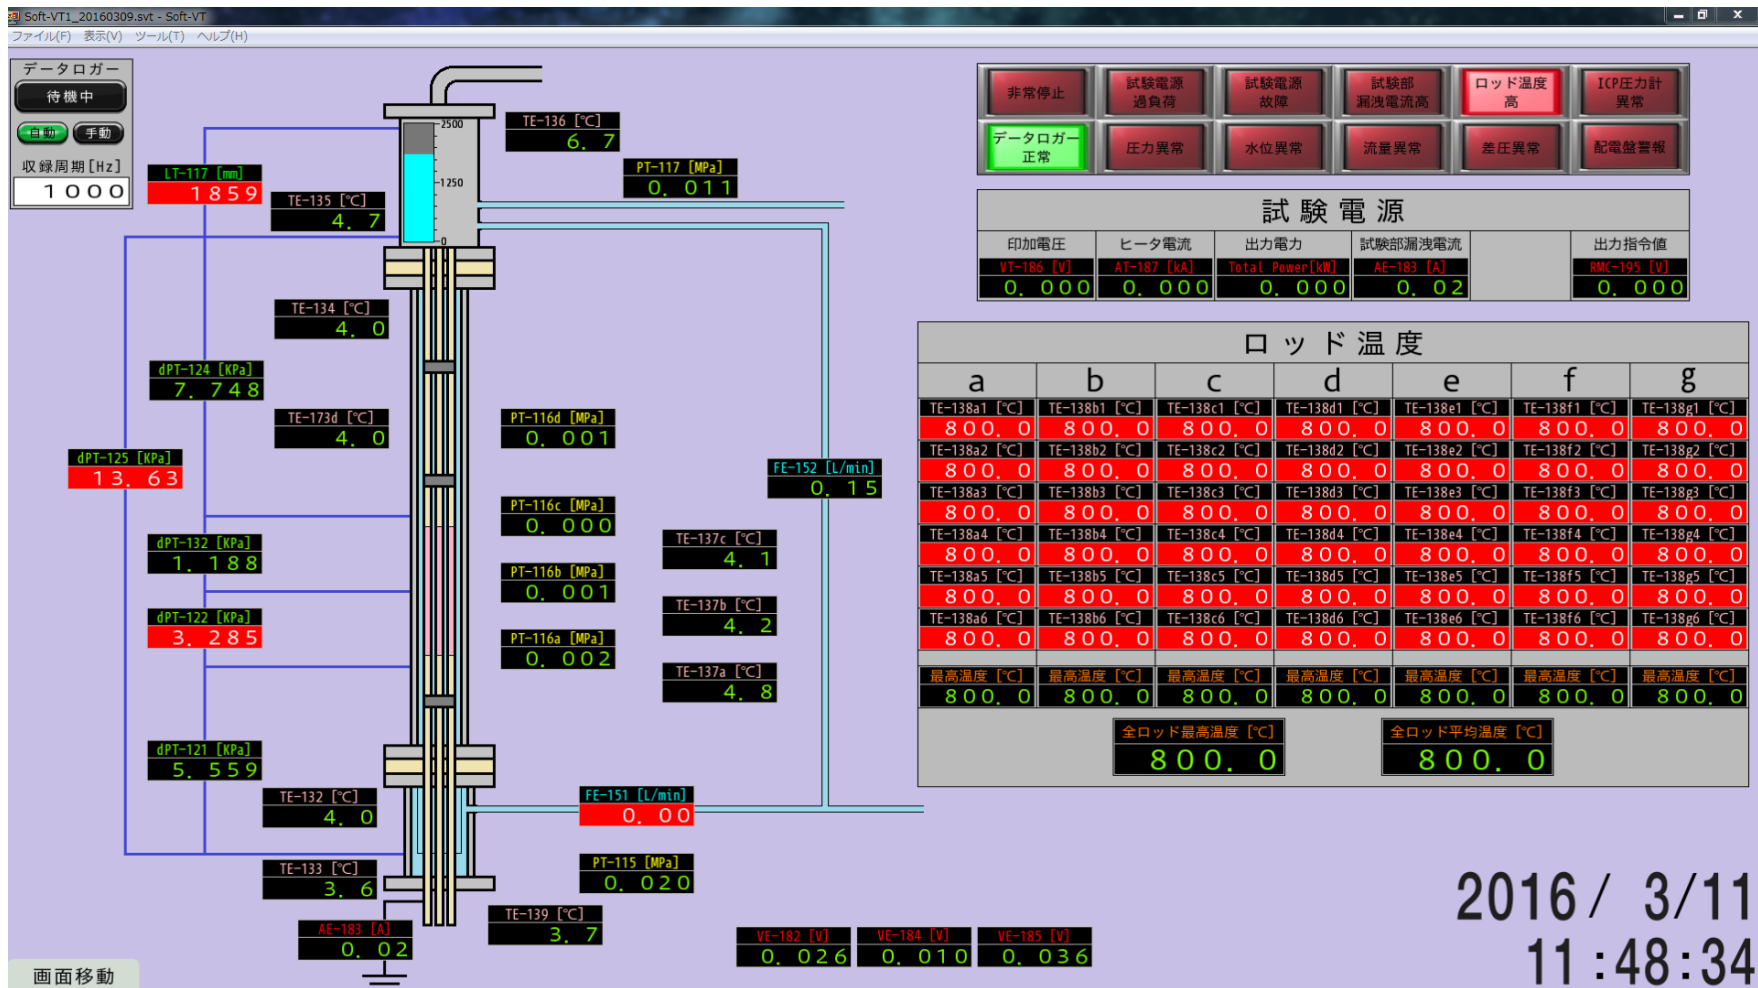 Soft-VT1_20160309.svt - Soft-VT
ファイル(F) 表示(V) ツール(T) ヘルプ(H)
データロガー
待機中
自動 手動
収録周期[Hz]
1000
LT-117 [mm]
1859
TE-135 [℃]
4. 7
TE-136 [℃]
6. 7
PT-117 [MPa]
0. 011
2500
1250
0
TE-134 [℃]
4. 0
dPT-124 [KPa]
7. 748
TE-173d [℃]
4. 0
dPT-125 [KPa]
13. 63
dPT-132 [KPa]
1. 188
dPT-122 [KPa]
3. 285
dPT-121 [KPa]
5. 559
TE-132 [℃]
4. 0
TE-133 [℃]
3. 6
AE-183 [A]
0. 02
PT-116d [MPa]
0. 001
PT-116c [MPa]
0. 000
PT-116b [MPa]
0. 001
PT-116a [MPa]
0. 002
TE-137c [℃]
4. 1
TE-137b [℃]
4. 2
TE-137a [℃]
4. 8
FE-152 [L/min]
0. 15
FE-151 [L/min]
0. 00
PT-115 [MPa]
0. 020
TE-139 [℃]
3. 7
VE-182 [V] VE-184 [V] VE-185 [V]
0. 026 0. 010 0. 036
画面移動
非常停止
試験電源
過負荷
試験電源
故障
試験部
漏洩電流高
ロッド温度
高
ICP圧力計
異常
データロガー
正常
圧力異常
水位異常
流量異常
差圧異常
配電盤警報
試験電源
印加電圧 ヒータ電流 出力電力 試験部漏洩電流 出力指令値
VT-186 [V] AT-187 [kA] Total Power[kW] AE-183 [A] RMC-195 [V]
0. 000 0. 000 0. 000 0. 02 0. 000
ロッド温度
a b c d e f g
TE-138a1 [℃] TE-138b1 [℃] TE-138c1 [℃] TE-138d1 [℃] TE-138e1 [℃] TE-138f1 [℃] TE-138g1 [℃]
800. 0 800. 0 800. 0 800. 0 800. 0 800. 0 800. 0
TE-138a2 [℃] TE-138b2 [℃] TE-138c2 [℃] TE-138d2 [℃] TE-138e2 [℃] TE-138f2 [℃] TE-138g2 [℃]
800. 0 800. 0 800. 0 800. 0 800. 0 800. 0 800. 0
TE-138a3 [℃] TE-138b3 [℃] TE-138c3 [℃] TE-138d3 [℃] TE-138e3 [℃] TE-138f3 [℃] TE-138g3 [℃]
800. 0 800. 0 800. 0 800. 0 800. 0 800. 0 800. 0
TE-138a4 [℃] TE-138b4 [℃] TE-138c4 [℃] TE-138d4 [℃] TE-138e4 [℃] TE-138f4 [℃] TE-138g4 [℃]
800. 0 800. 0 800. 0 800. 0 800. 0 800. 0 800. 0
TE-138a5 [℃] TE-138b5 [℃] TE-138c5 [℃] TE-138d5 [℃] TE-138e5 [℃] TE-138f5 [℃] TE-138g5 [℃]
800. 0 800. 0 800. 0 800. 0 800. 0 800. 0 800. 0
TE-138a6 [℃] TE-138b6 [℃] TE-138c6 [℃] TE-138d6 [℃] TE-138e6 [℃] TE-138f6 [℃] TE-138g6 [℃]
800. 0 800. 0 800. 0 800. 0 800. 0 800. 0 800. 0
最高温度 [℃] 最高温度 [℃] 最高温度 [℃] 最高温度 [℃] 最高温度 [℃] 最高温度 [℃] 最高温度 [℃]
800. 0 800. 0 800. 0 800. 0 800. 0 800. 0 800. 0
全ロッド最高温度 [℃] 全ロッド平均温度 [℃]
800. 0 800. 0
2016/ 3/11
11:48:34